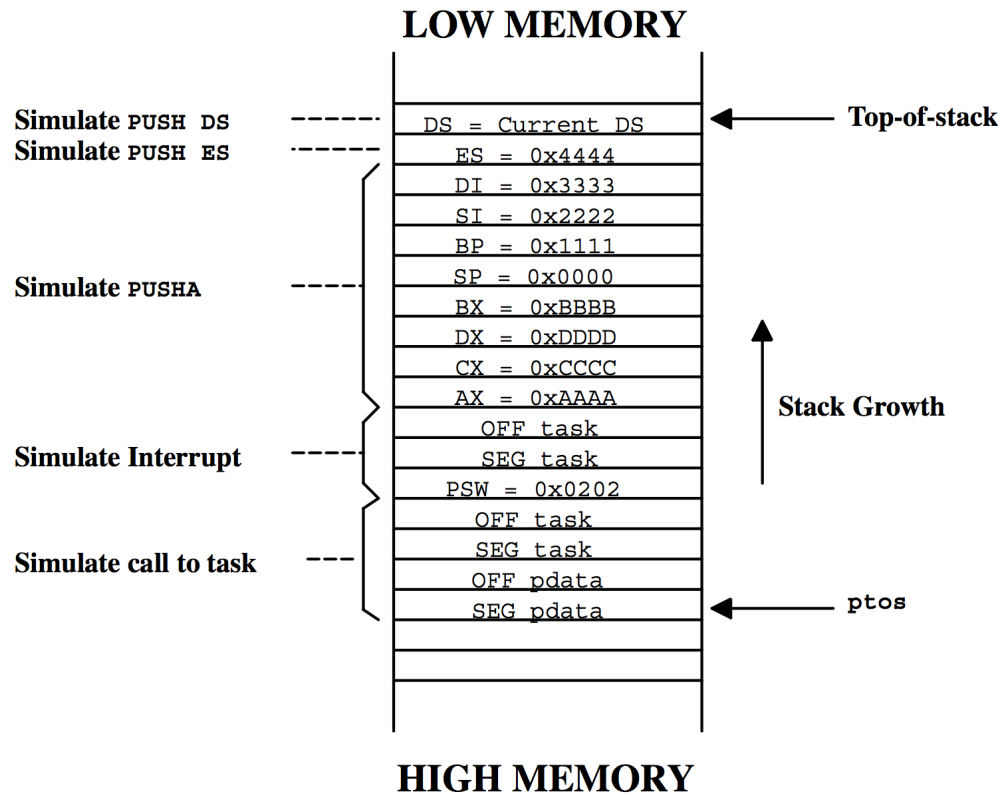 LOW MEMORY
Simulate PUSH DS
DS = Current DS
Top-of-stack
Simulate PUSH ES
ES = 0x4444
DI = 0x3333
SI = 0x2222
BP = 0x1111
Simulate PUSHA
SP = 0x0000
BX = 0xBBBB
DX = 0xDDDD
CX = 0xCCCC
AX = 0xAAAA
Stack Growth
OFF task
Simulate Interrupt
SEG task
PSW = 0x0202
OFF task
SEG task
Simulate call to task
OFF pdata
SEG pdata
ptos
HIGH MEMORY